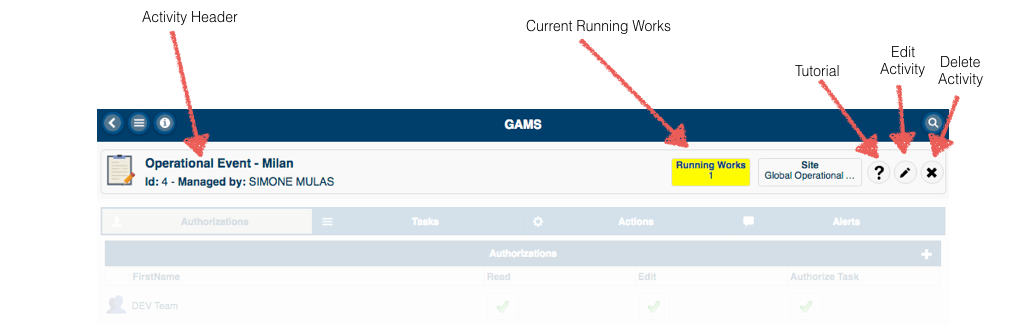 Activity Header
Current Running Works
Tutorial
Edit
Activity
Delete
Activity
GAMS
Operational Event - Milan
Id: 4 - Managed by: SIMONE MULAS
Running Works
1
Site
Global Operational ...
?
Authorizations
Tasks
Actions
Alerts
Authorizations
FirstName
Read
Edit
Authorize Task
DEV Team